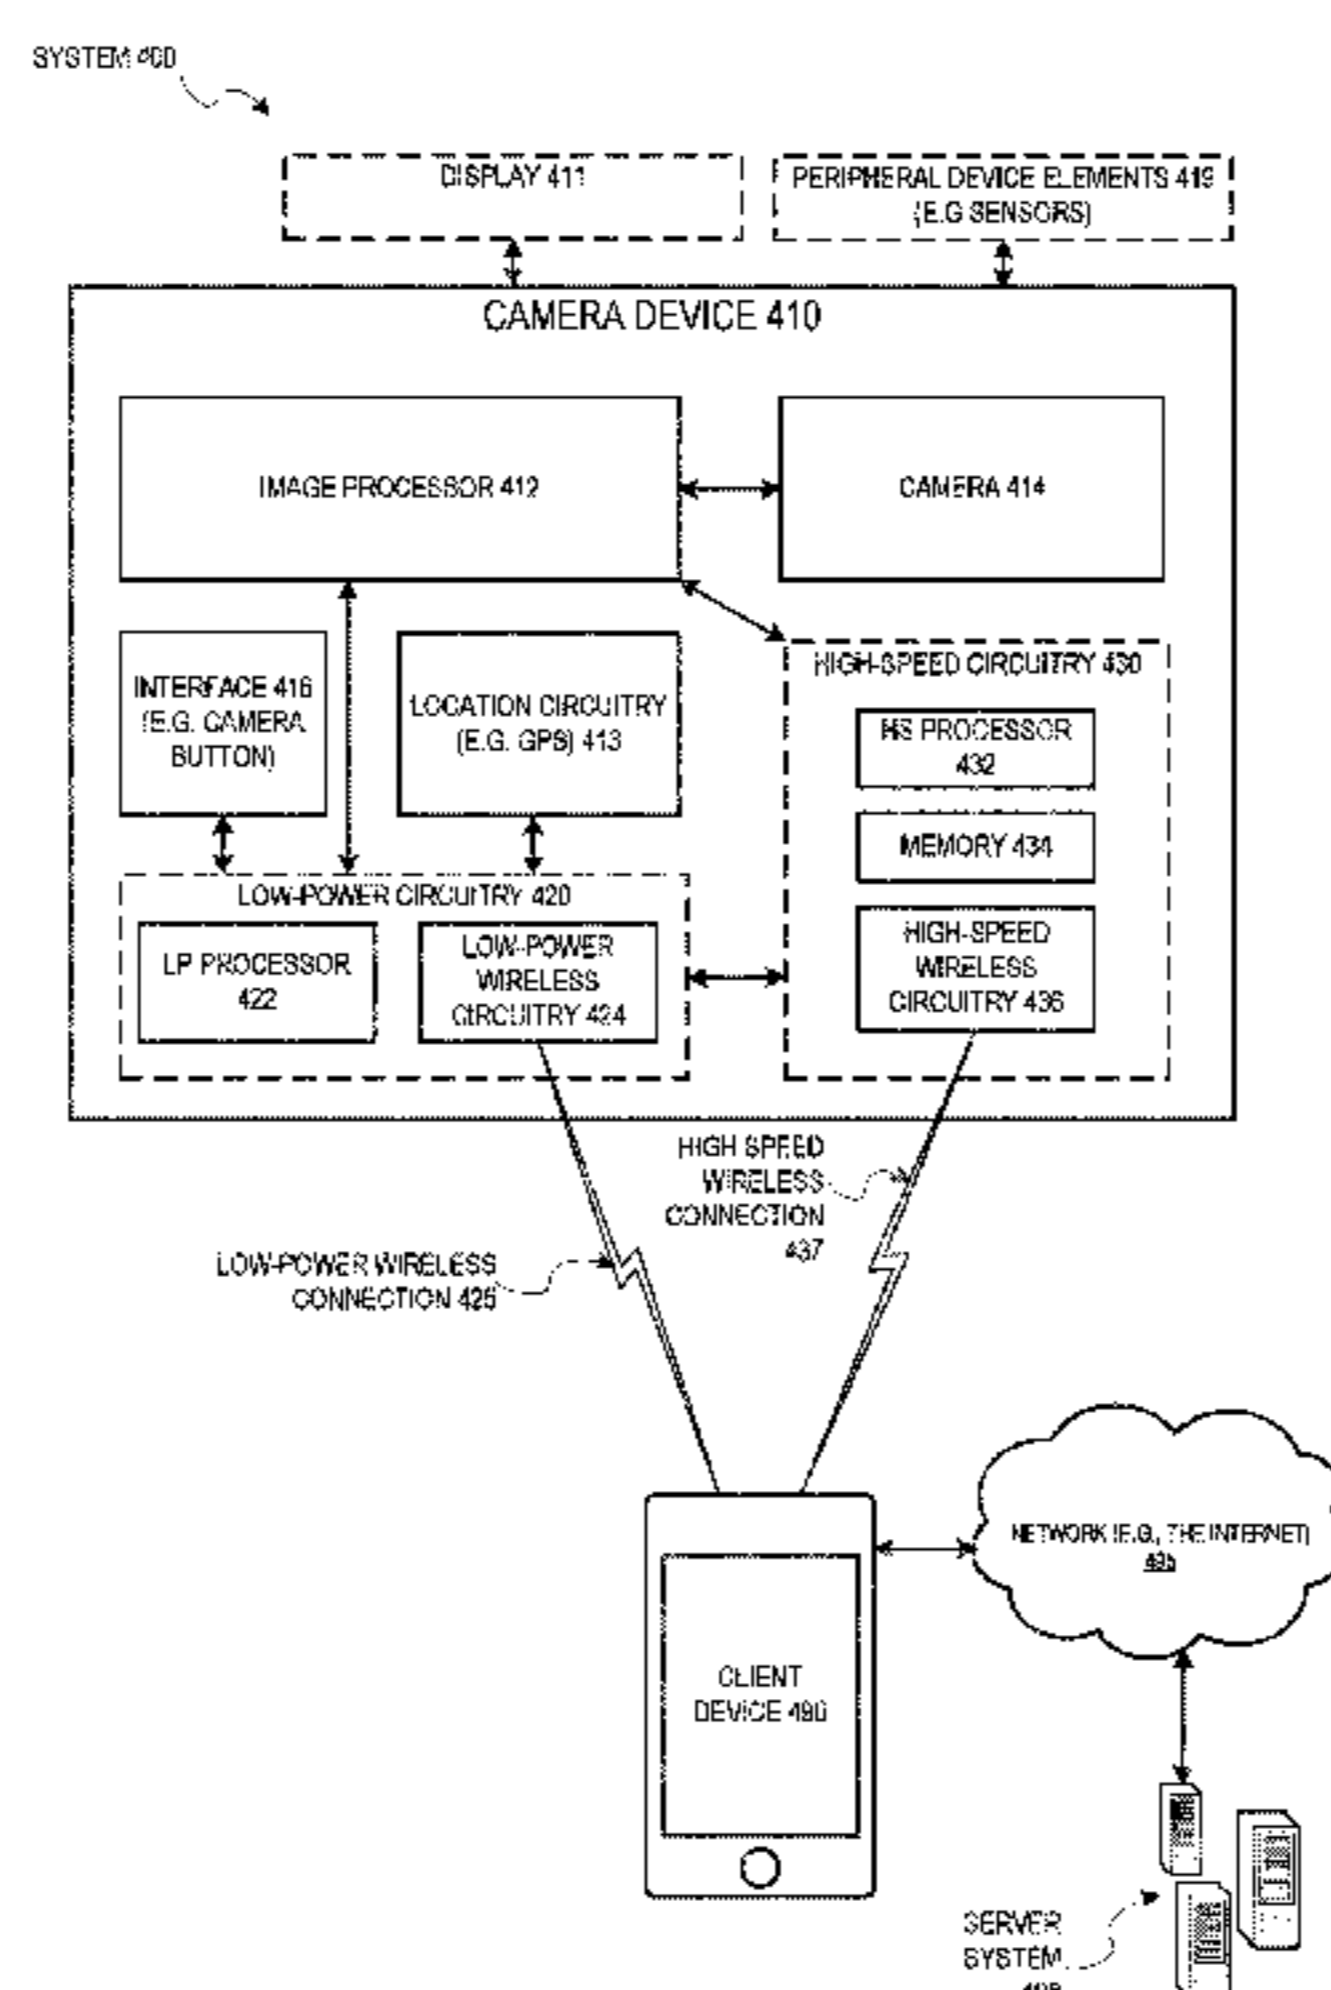 SYSTEM 400
DISPLAY 411
PERIPHERAL DEVICE ELEMENTS 419
(E.G SENSORS)
CAMERA DEVICE 410
IMAGE PROCESSOR 412
CAMERA 414
INTERFACE 416
(E.G. CAMERA
BUTTON)
LOCATION CIRCUITRY
(E.G. GPS) 413
HIGH-SPEED CIRCUITRY 430
HS PROCESSOR
432
MEMORY 434
HIGH-SPEED
WIRELESS
CIRCUITRY 436
LOW-POWER CIRCUITRY 420
LP PROCESSOR
422
LOW-POWER
WIRELESS
CIRCUITRY 424
HIGH SPEED
WIRELESS
CONNECTION
437
LOW-POWER WIRELESS
CONNECTION 425
NETWORK (E.G., THE INTERNET)
495
CLIENT
DEVICE 490
SERVER
SYSTEM